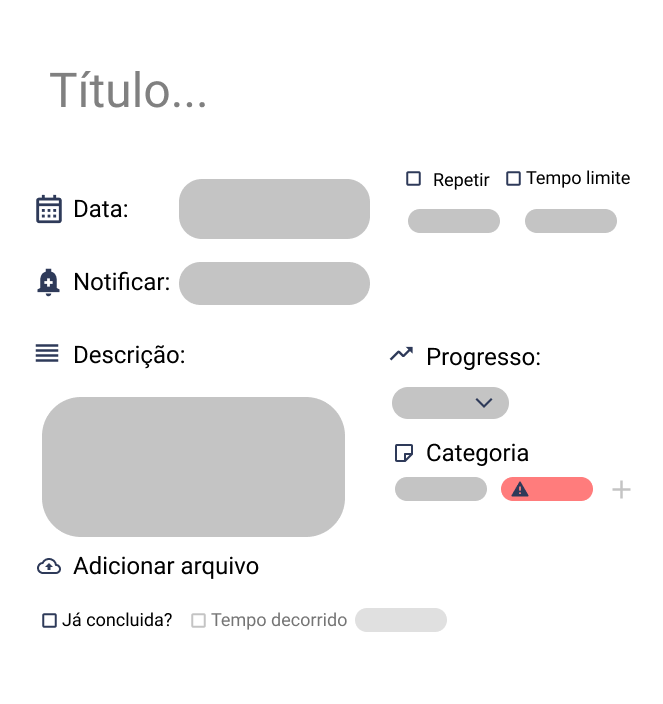 Título...
Repetir
Tempo limite
Data:
Notificar:
Descrição:
Progresso:
Categoria
Adicionar arquivo
Já concluida?
Tempo decorrido